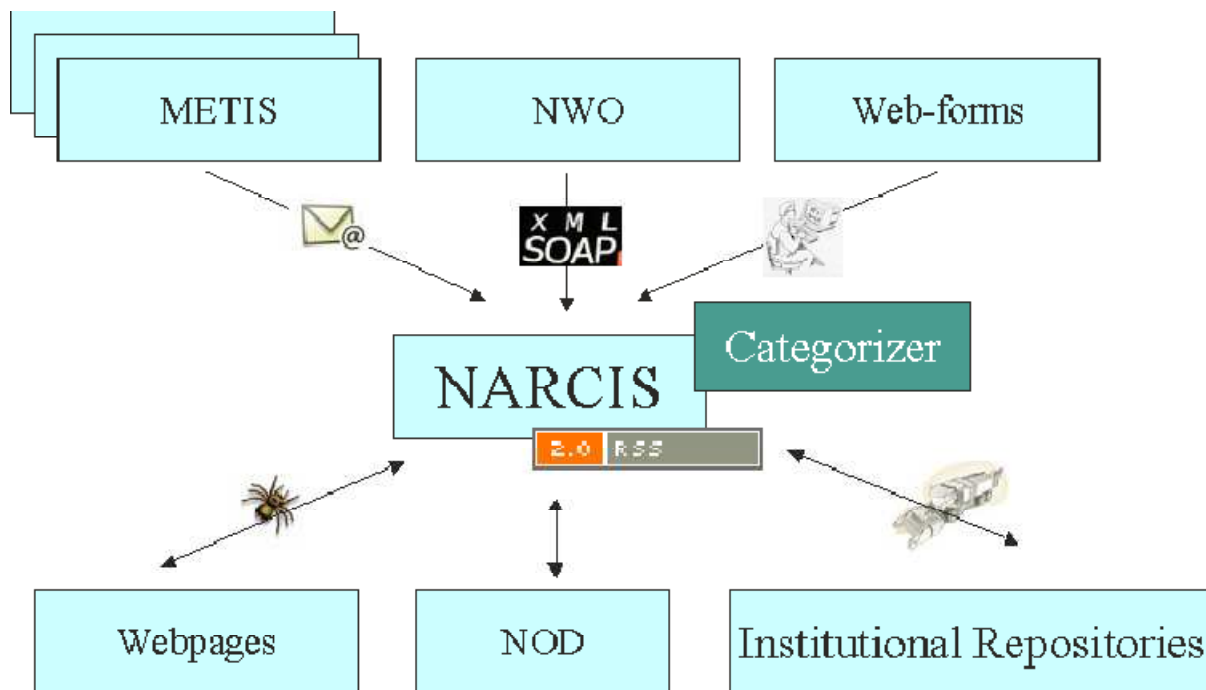 METIS
NWO
Web-forms
@
X M L
SOAP
Categorizer
NARCIS
2.0 RSS
Webpages
NOD
Institutional Repositories